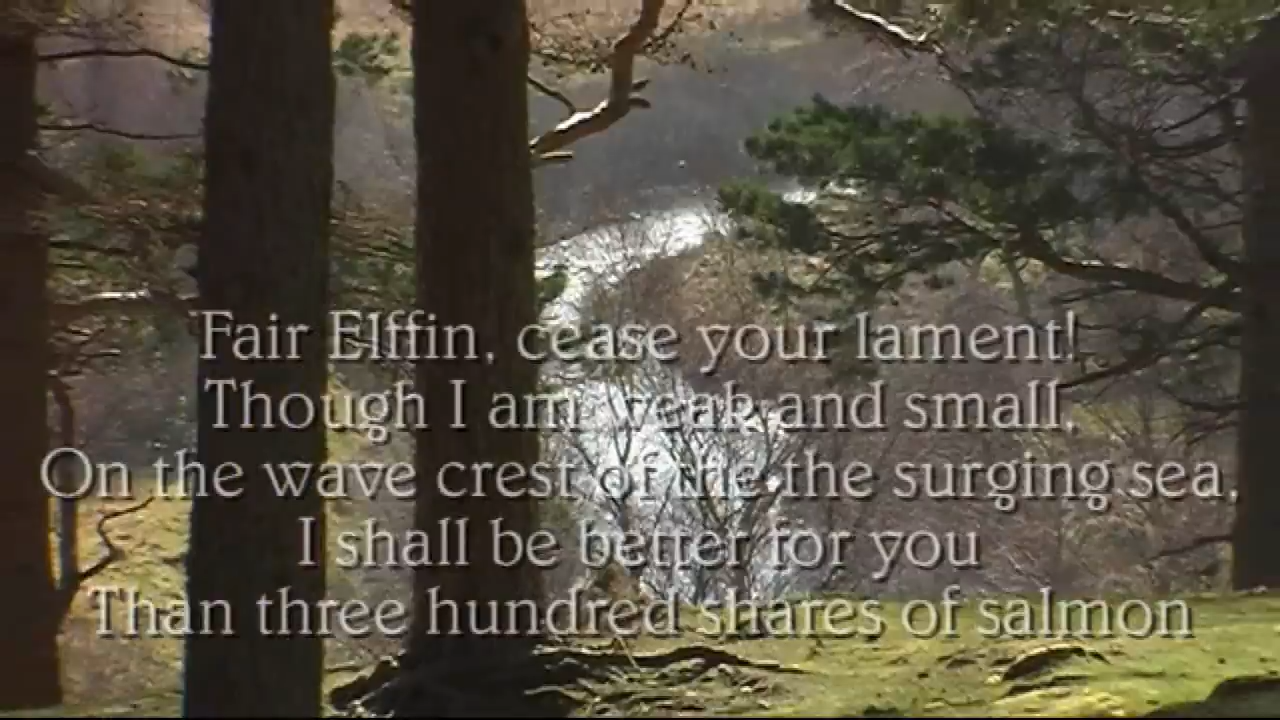 Fair Elffin, cease your lament!
Though I am weak and small,
On the wave crest of the the surging sea,
I shall be better for you
Than three hundred shares of salmon